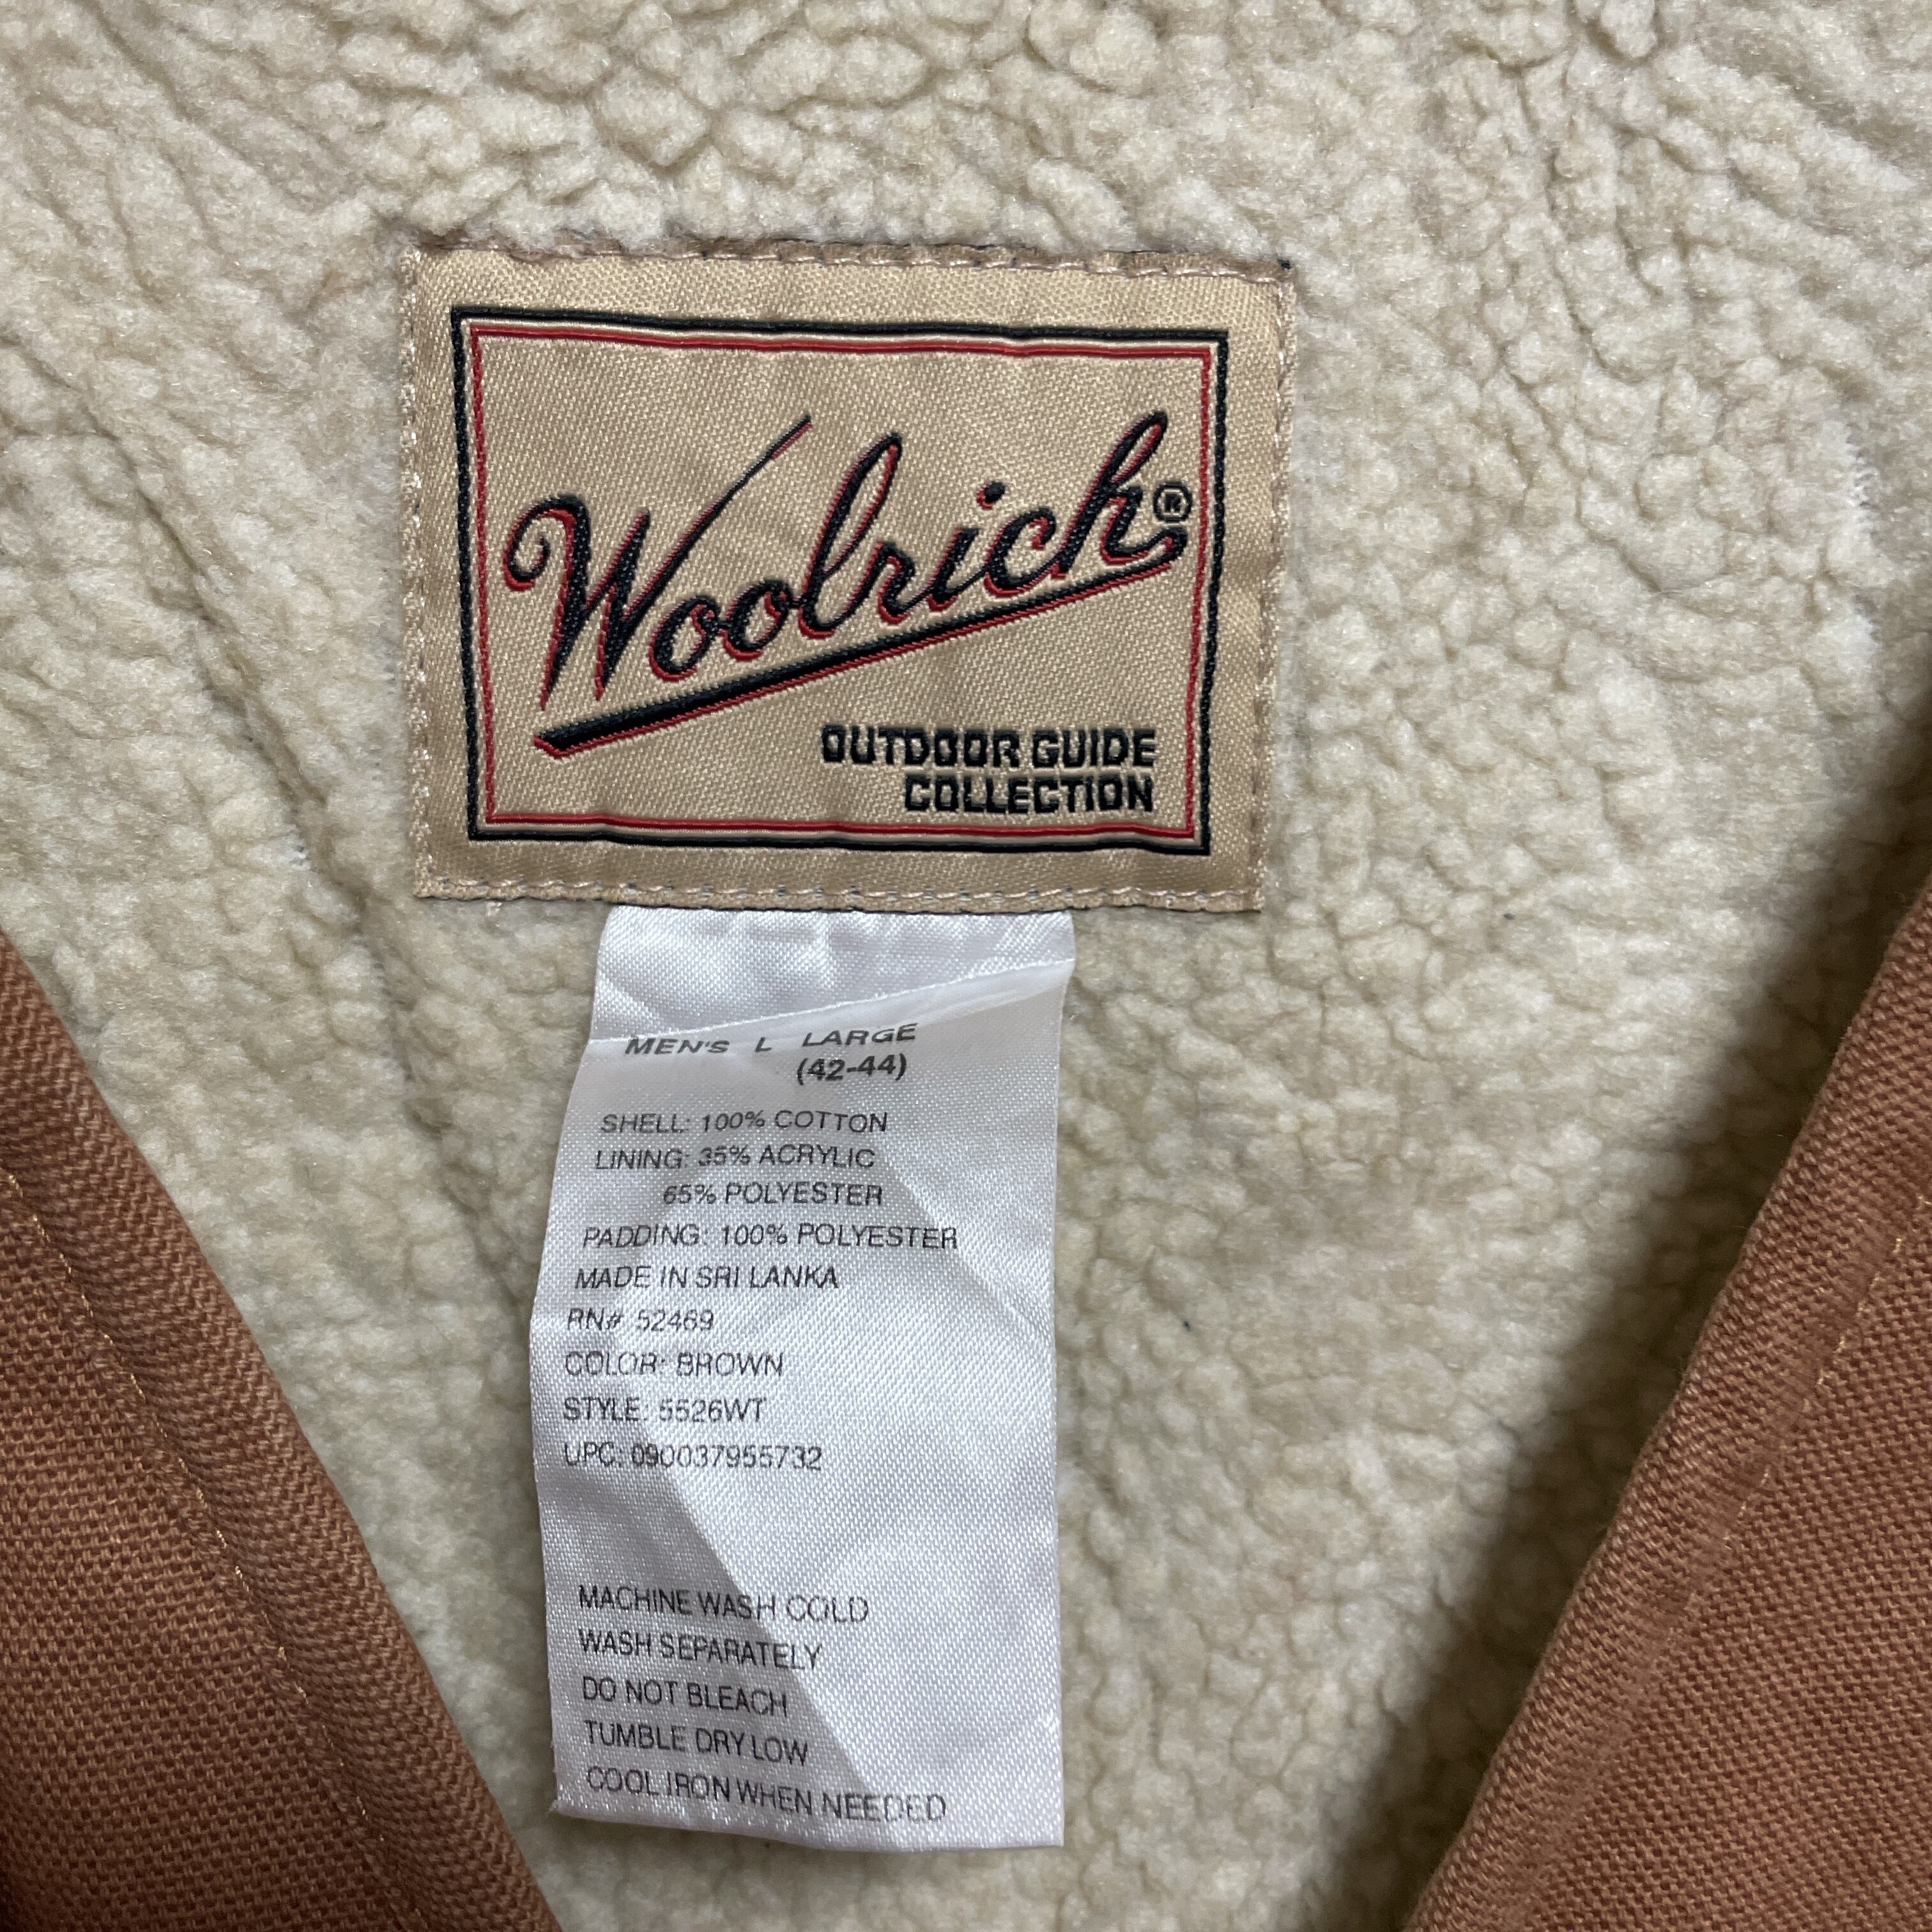 Woolrich®
OUTDOOR GUIDE
COLLECTION
MEN'S L LARGE
(42-44)
SHELL: 100% COTTON
LINING: 35% ACRYLIC
65% POLYESTER
PADDING: 100% POLYESTER
MADE IN SRI LANKA
RN# 52469
COLOR: BROWN
STYLE: 5526WT
UPC: 090037955732
MACHINE WASH COLD
WASH SEPARATELY
DO NOT BLEACH
TUMBLE DRY LOW
COOL IRON WHEN NEEDED